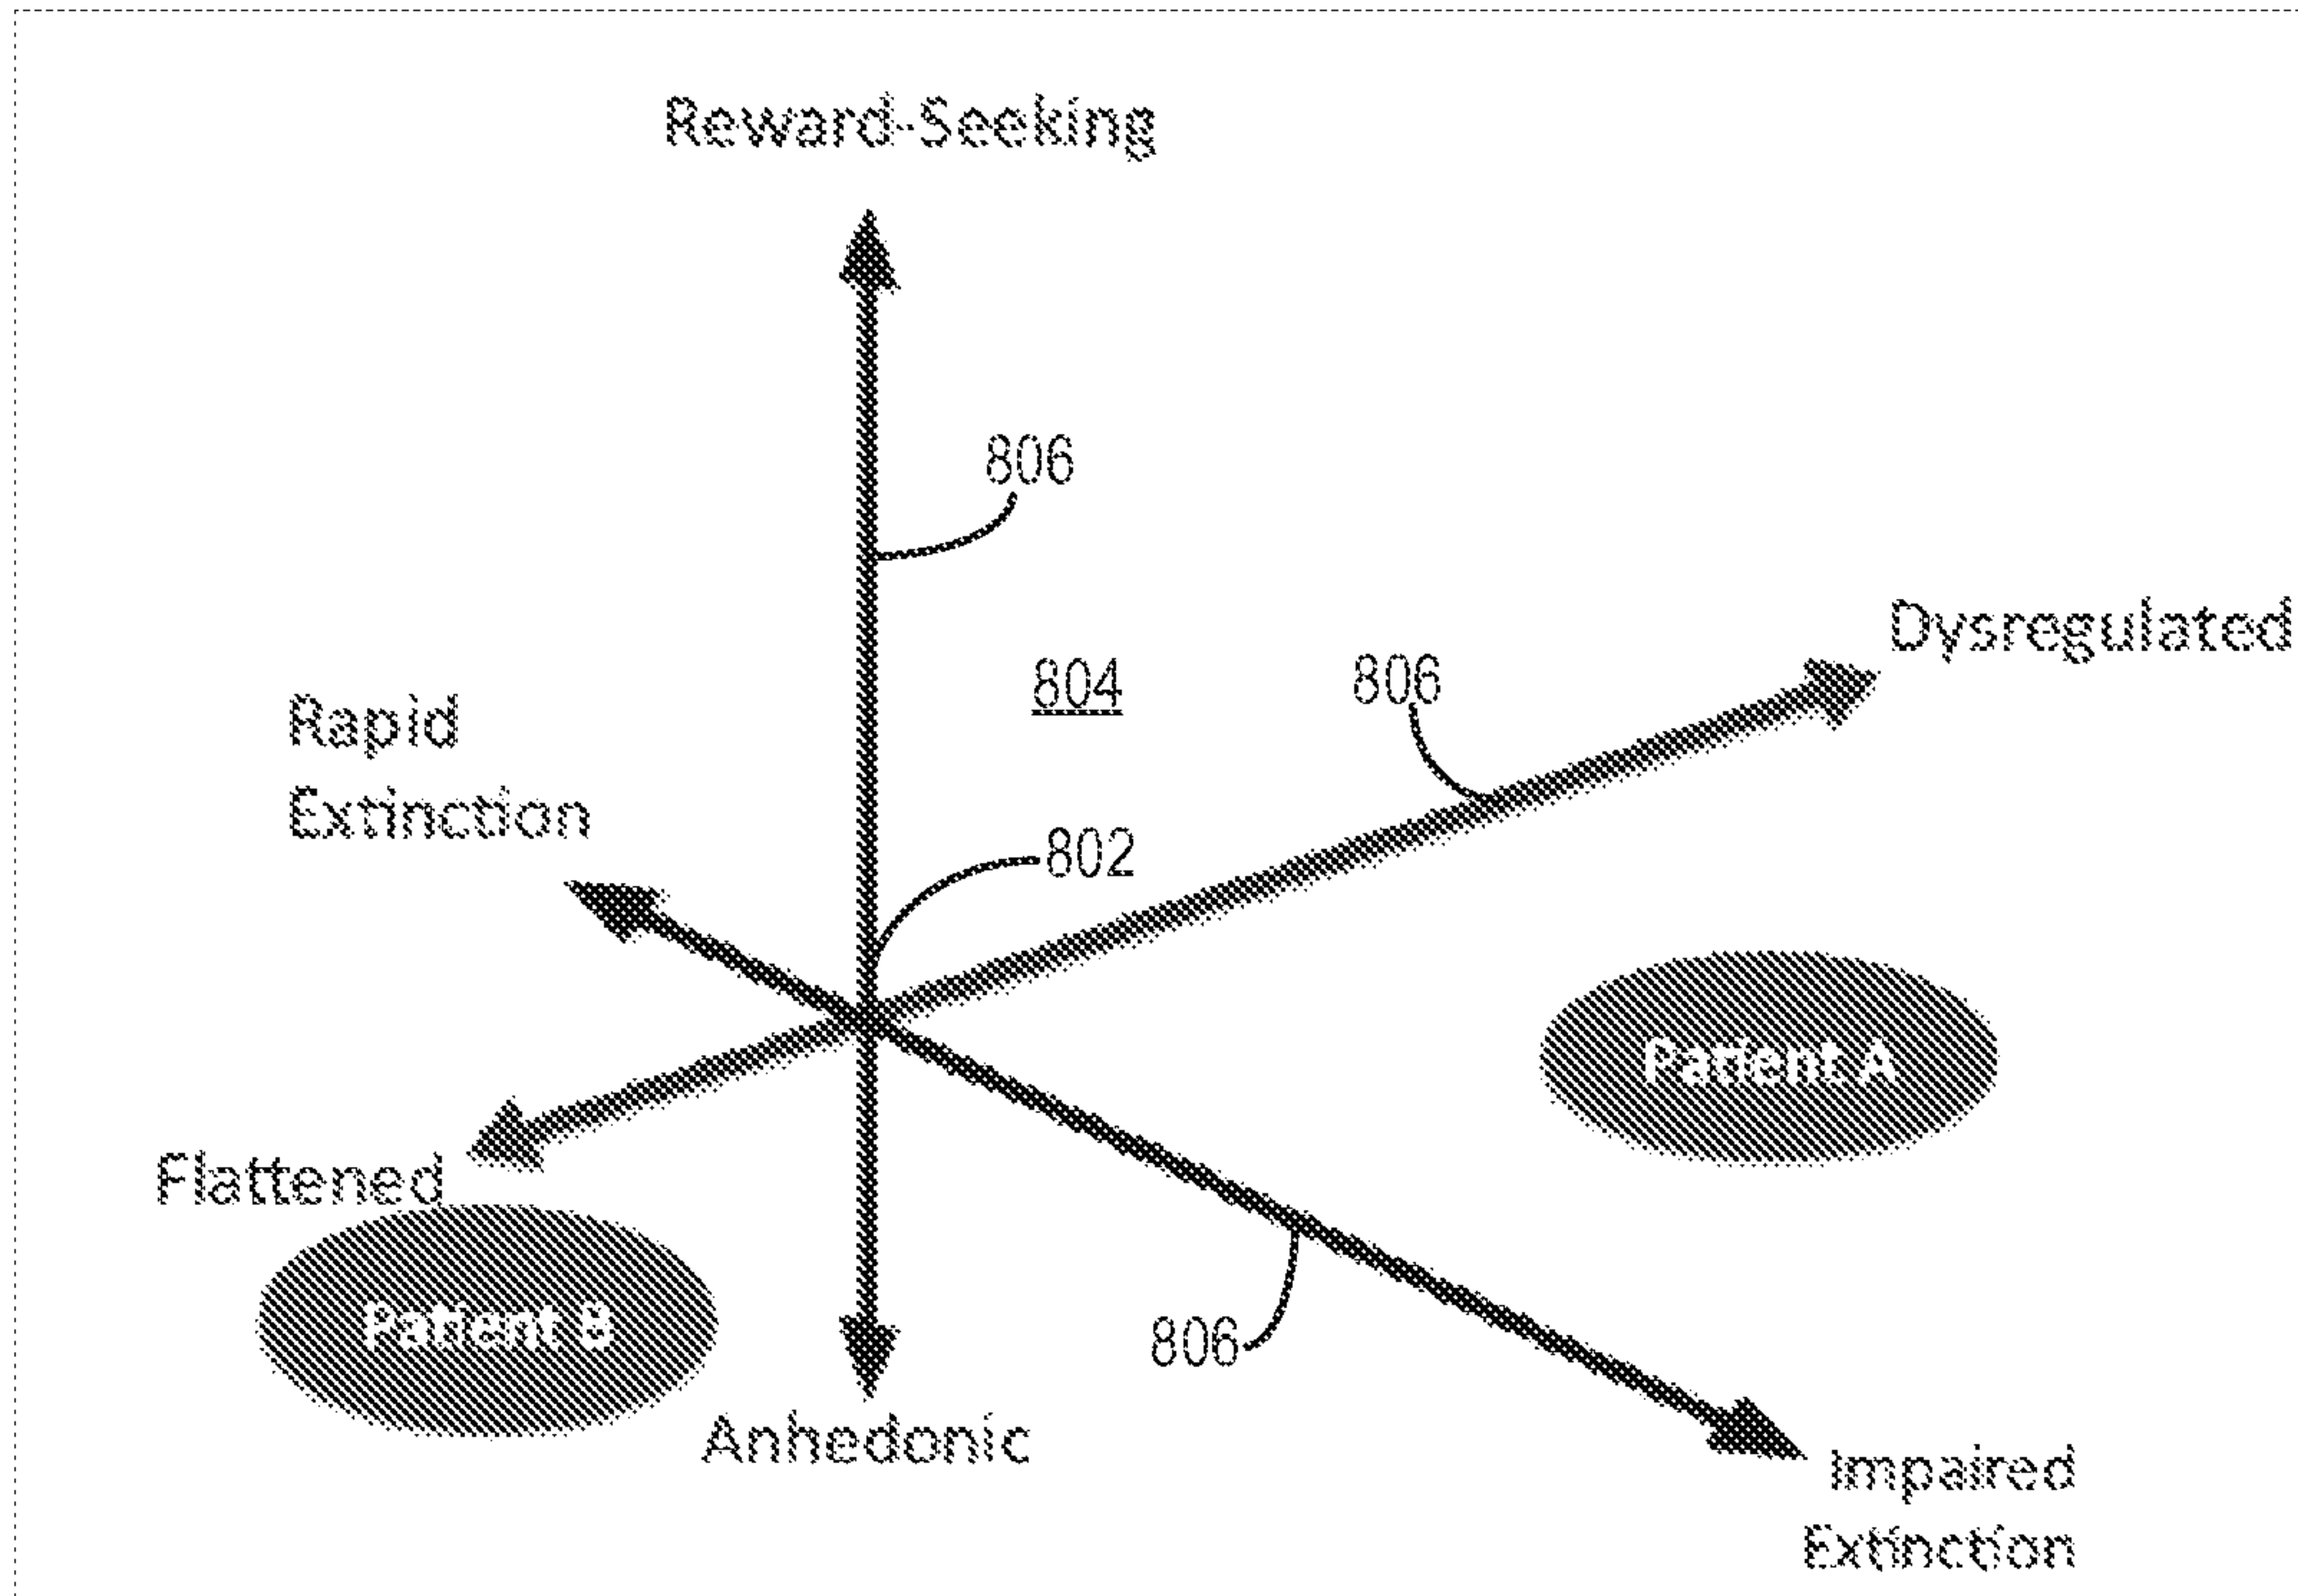 Reward-Seeking
806
Dysregulated
804
806
Rapid
Extinction
802
Patient A
Flattened
Patient B
806
Anhedonic
Impaired
Extinction